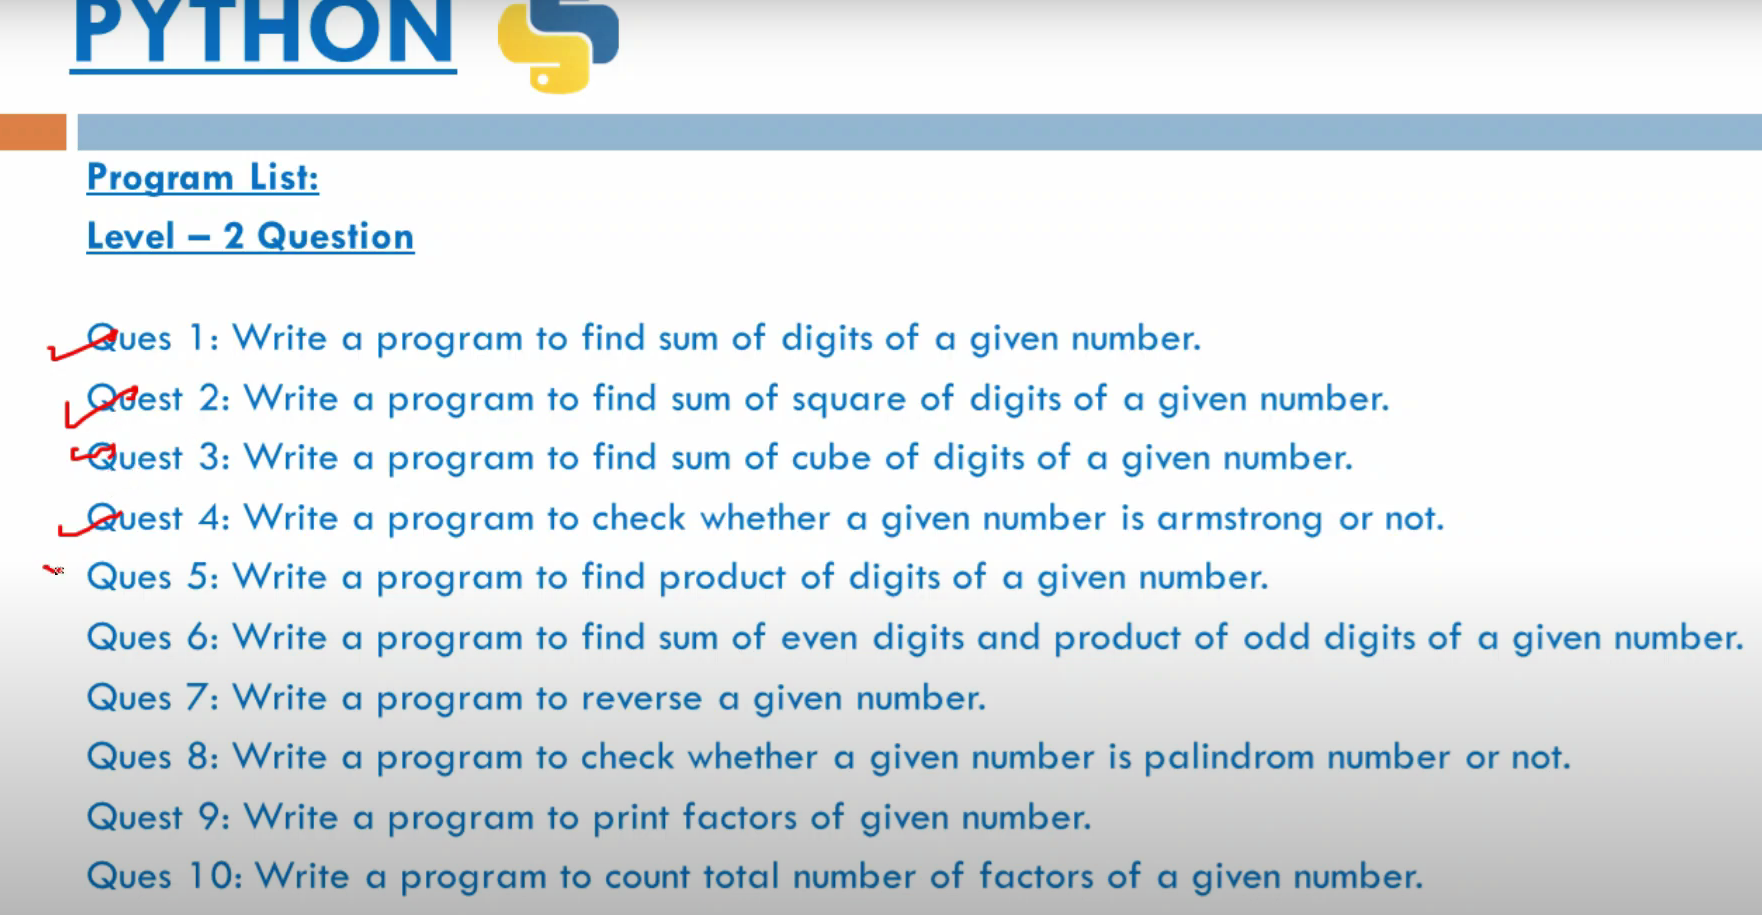 PYTHON
Program List:
Level – 2 Question
Ques 1: Write a program to find sum of digits of a given number.
Quest 2: Write a program to find sum of square of digits of a given number.
Quest 3: Write a program to find sum of cube of digits of a given number.
Quest 4: Write a program to check whether a given number is armstrong or not.
Ques 5: Write a program to find product of digits of a given number.
Ques 6: Write a program to find sum of even digits and product of odd digits of a given number.
Ques 7: Write a program to reverse a given number.
Ques 8: Write a program to check whether a given number is palindrom number or not.
Quest 9: Write a program to print factors of given number.
Ques 10: Write a program to count total number of factors of a given number.